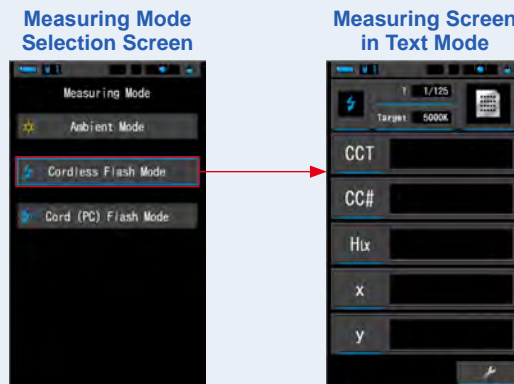 Measuring Mode
Selection Screen
Measuring Mode
Ambient Mode
Cordless Flash Mode
Cord (PC) Flash Mode
Measuring Screen
in Text Mode
T 1/125
Target 5000K
CCT
CC#
Hlx
x
y